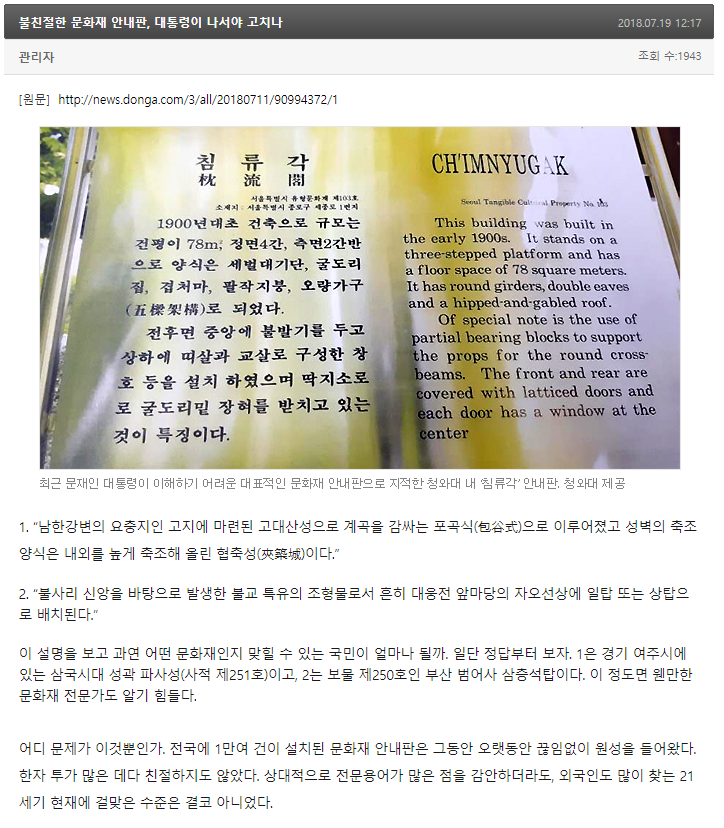 불친절한 문화재 안내판, 대통령이 나서야 고치나
2018.07.19 12:17
관리자
조회 수:1943
[원문] http://news.donga.com/3/all/20180711/90994372/1
침 류 각
枕 流 閣
서울특별시 유형문화재 제103호
소재지 : 서울특별시 종로구 세종로 1번지
1900년대초 건축으로 규모는
건평이 78m², 정면4간, 측면2간반
으로 양식은 세벌대기단, 굴도리
집, 겹처마, 팔작지붕, 오량가구
(五樑架構)로 되었다.
전후면 중앙에 불발기를 두고
상하에 띠살과 교살로 구성한 창
호 등을 설치 하였으며 딱지소로
로 굴도리밑 장혀를 받치고 있는
것이 특징이다.
CH'IMNYUGAK
Seoul Tangible Cultural Property No. 103
This building was built in
the early 1900s. It stands on a
three-stepped platform and has
a floor space of 78 square meters.
It has round girders, double eaves
and a hipped-and-gabled roof.
Of special note is the use of
partial bearing blocks to support
the props for the round cross-
beams. The front and rear are
covered with latticed doors and
each door has a window at the
center
최근 문재인 대통령이 이해하기 어려운 대표적인 문화재 안내판으로 지적한 청와대 내 ‘침류각’ 안내판. 청와대 제공
1. “남한강변의 요충지인 고지에 마련된 고대산성으로 계곡을 감싸는 포곡식(包谷式)으로 이루어졌고 성벽의 축조
양식은 내외를 높게 축조해 올린 협축성(夾築城)이다.”
2. “불사리 신앙을 바탕으로 발생한 불교 특유의 조형물로서 흔히 대웅전 앞마당의 자오선상에 일탑 또는 상탑으
로 배치된다.”
이 설명을 보고 과연 어떤 문화재인지 맞힐 수 있는 국민이 얼마나 될까. 일단 정답부터 보자. 1은 경기 여주시에
있는 삼국시대 성곽 파사성(사적 제251호)이고, 2는 보물 제250호인 부산 범어사 삼층석탑이다. 이 정도면 웬만한
문화재 전문가도 알기 힘들다.
어디 문제가 이것뿐인가. 전국에 1만여 건이 설치된 문화재 안내판은 그동안 오랫동안 끊임없이 원성을 들어왔다.
한자 투가 많은 데다 친절하지도 않았다. 상대적으로 전문용어가 많은 점을 감안하더라도, 외국인도 많이 찾는 21
세기 현재에 걸맞은 수준은 결코 아니었다.